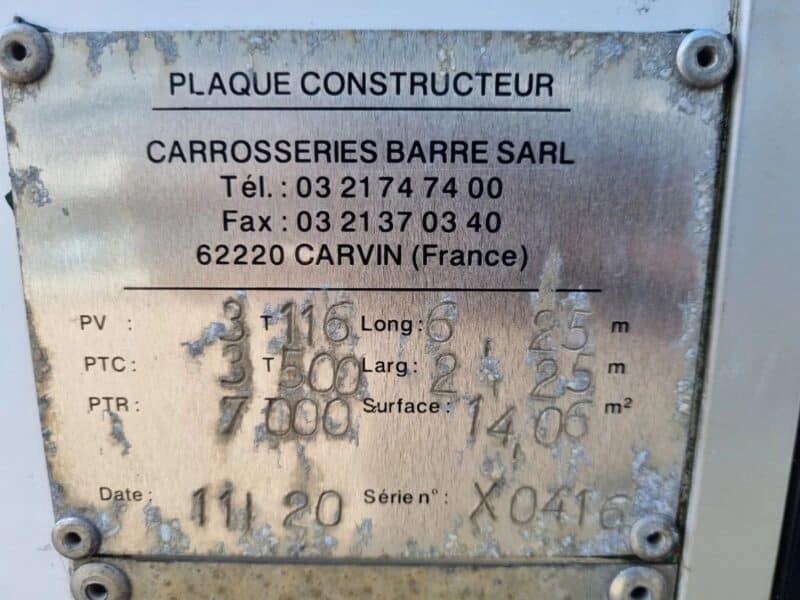 PLAQUE CONSTRUCTEUR
CARROSSERIES BARRE SARL
Tél. : 03 21 74 74 00
Fax : 03 21 37 03 40
62220 CARVIN (France)
PV : 3 T 116 Long : 6, 25 m
PTC : 3 T 500 Larg : 2, 25 m
PTR : 7 T 000 Surface : 14,06 m²
Date : 11/20 Série n° : X0416